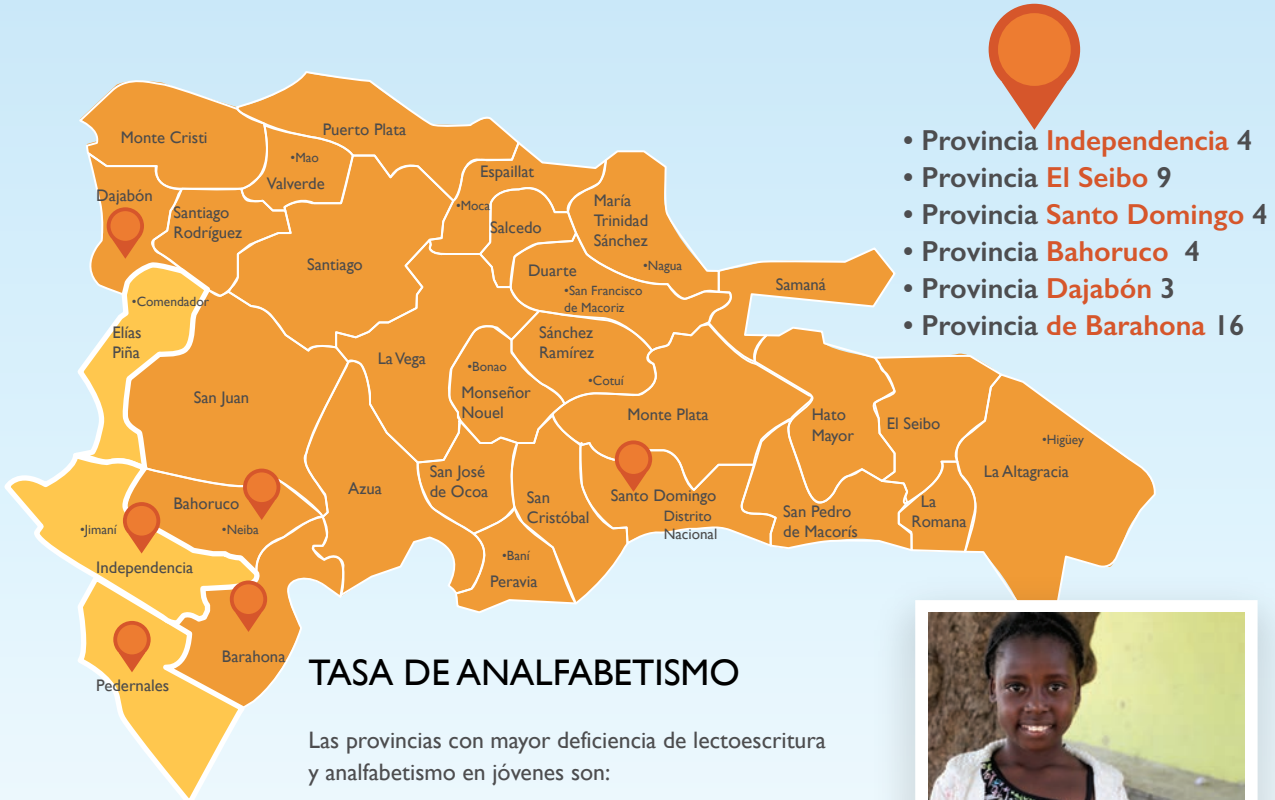 • Provincia Independencia 4
• Provincia El Seibo 9
• Provincia Santo Domingo 4
• Provincia Bahoruco 4
• Provincia Dajabón 3
• Provincia de Barahona 16
Monte Cristi
Puerto Plata
•Mao
Valverde
Espaillat
Dajabón
Santiago
Rodríguez
•Moca
Salcedo
María
Trinidad
Sánchez
•Nagua
Santiago
Duarte
•San Francisco
de Macoriz
Samaná
•Comendador
Elías
Piña
Sánchez
Ramírez
•Cotuí
La Vega
•Bonao
Monseñor
Nouel
San Juan
Monte Plata
Hato
Mayor
El Seibo
•Higüey
La Altagracia
San José
de Ocoa
Azua
San
Cristóbal
Santo Domingo
Distrito
Nacional
San Pedro
de Macorís
La
Romana
Bahoruco
•Neiba
•Jimaní
Independencia
•Baní
Peravia
Barahona
Pedernales
TASA DE ANALFABETISMO
Las provincias con mayor deficiencia de lectoescritura
y analfabetismo en jóvenes son: